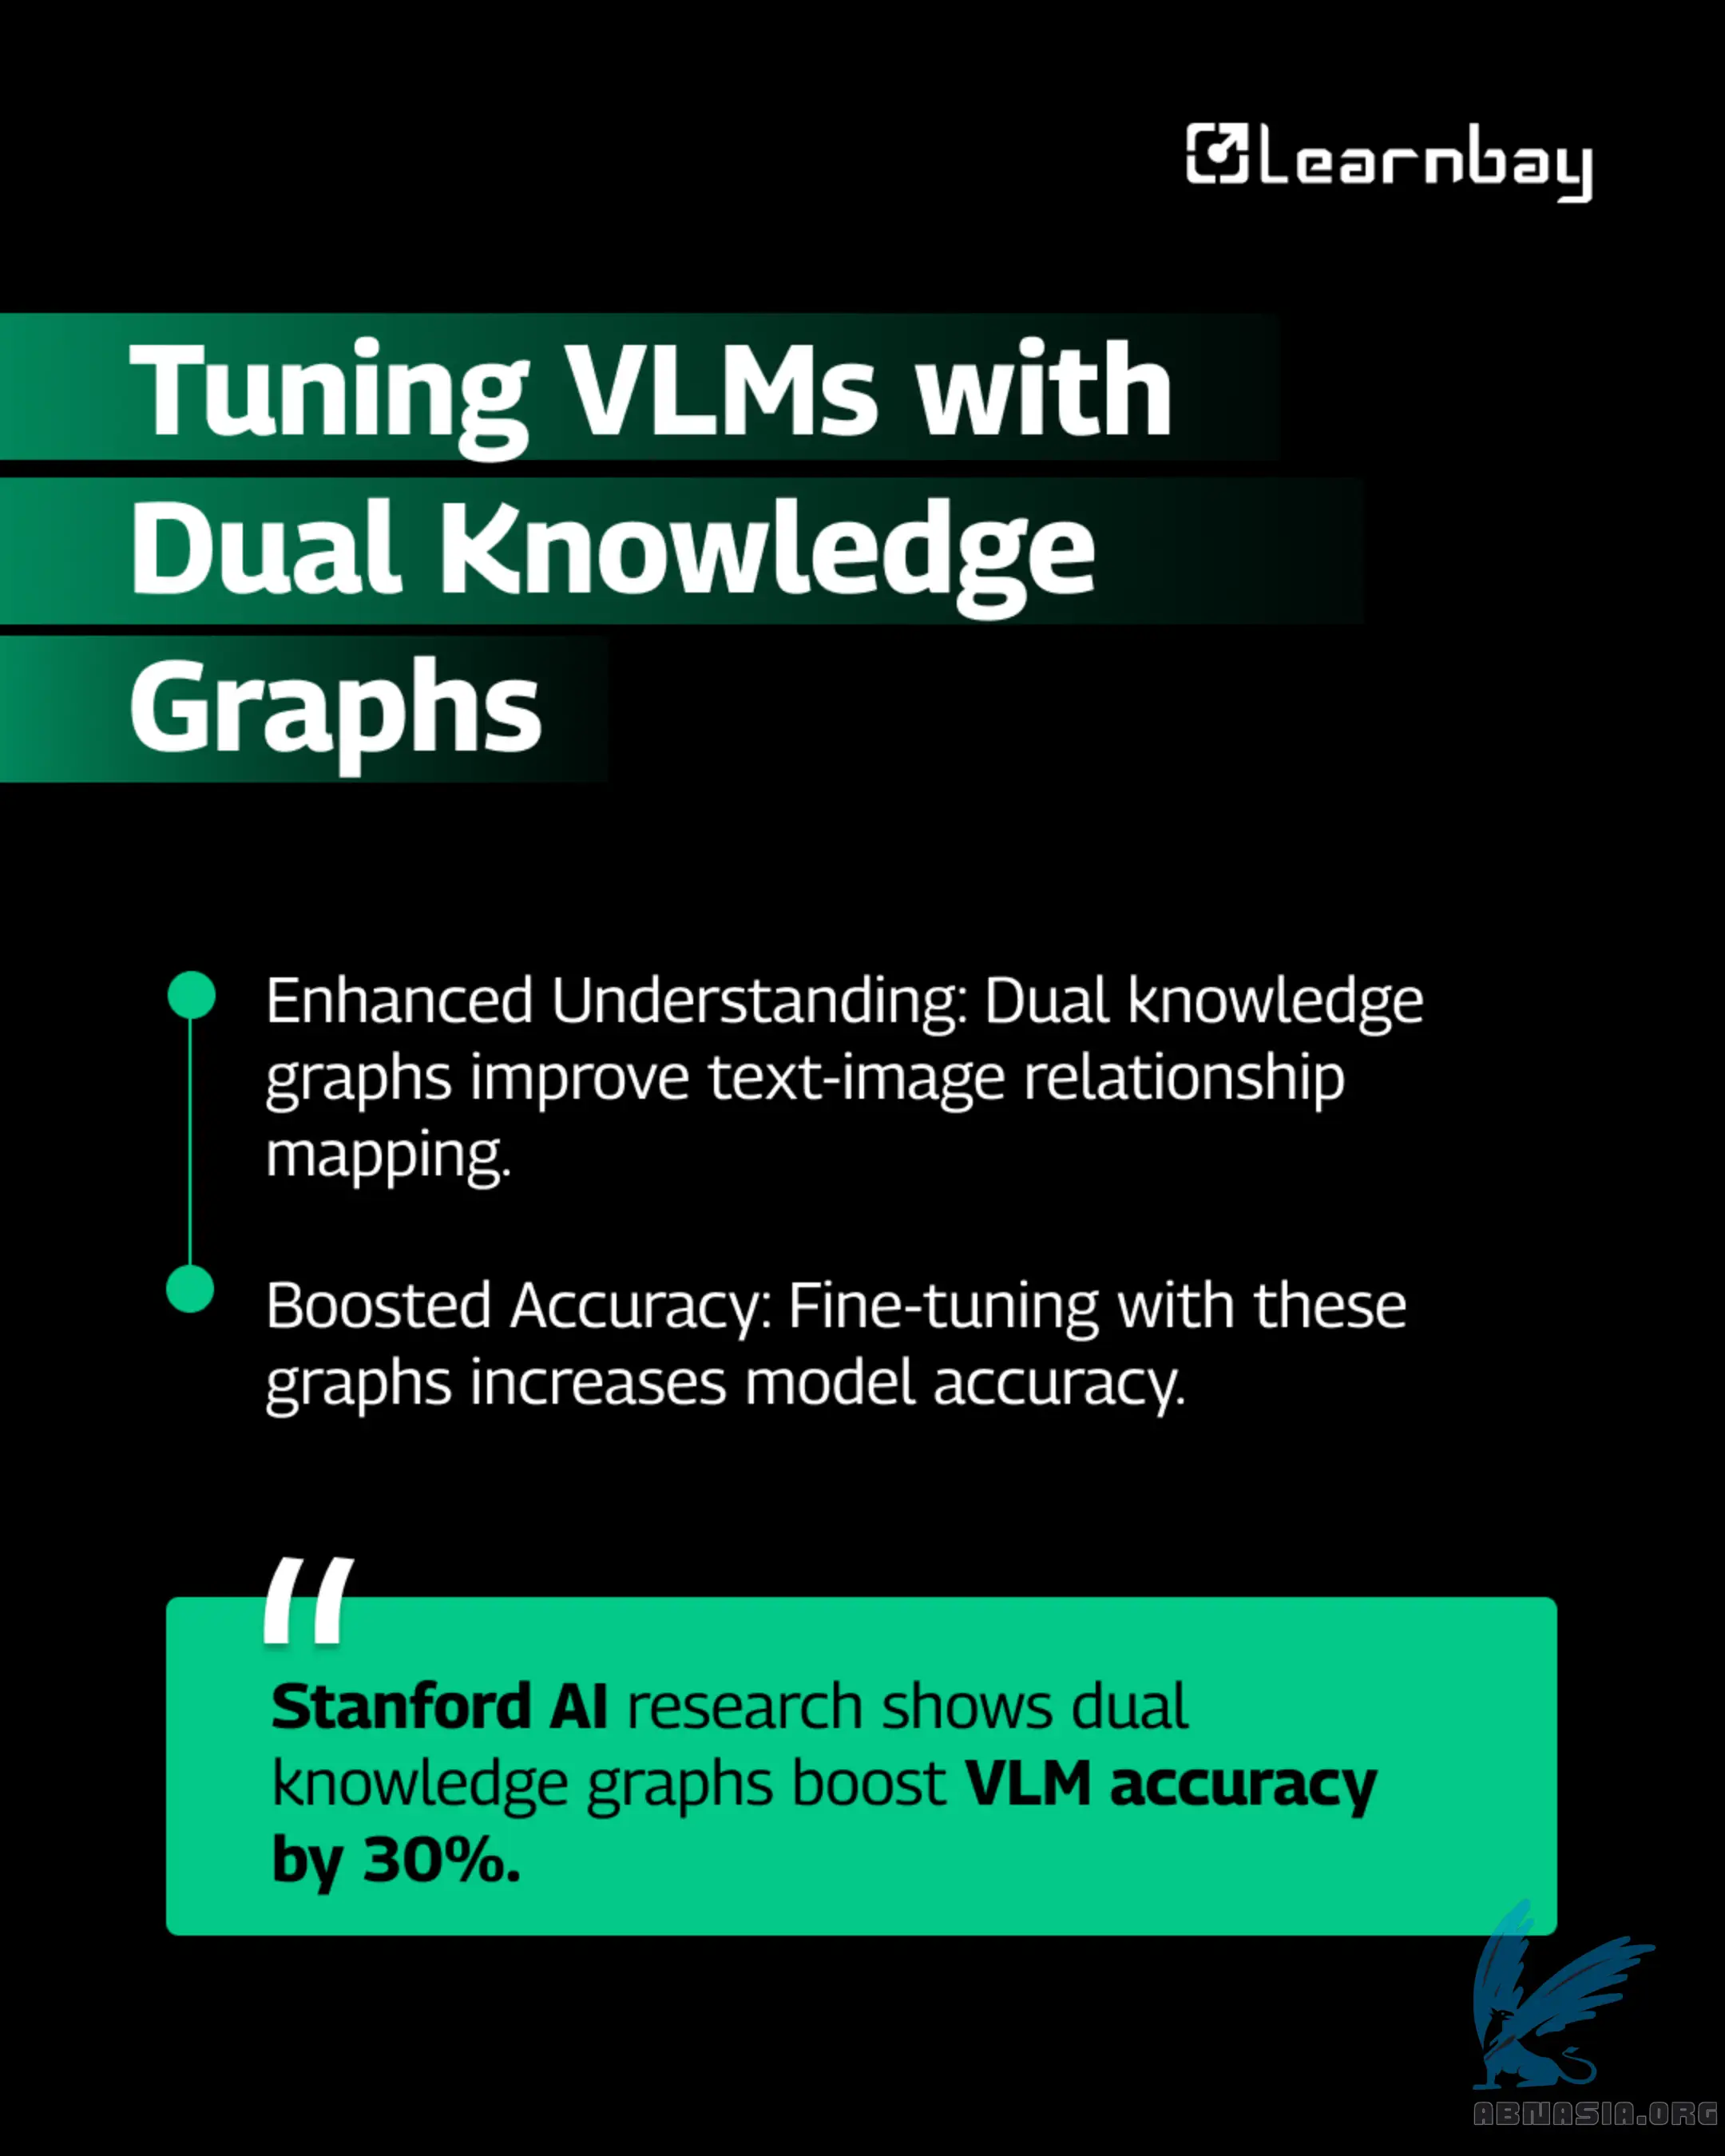 Learnbay
Tuning VLMs with
Dual Knowledge
Graphs
Enhanced Understanding: Dual knowledge
graphs improve text-image relationship
mapping.
Boosted Accuracy: Fine-tuning with these
graphs increases model accuracy.
“
Stanford AI research shows dual
knowledge graphs boost VLM accuracy
by 30%.
ABNASIA.ORG